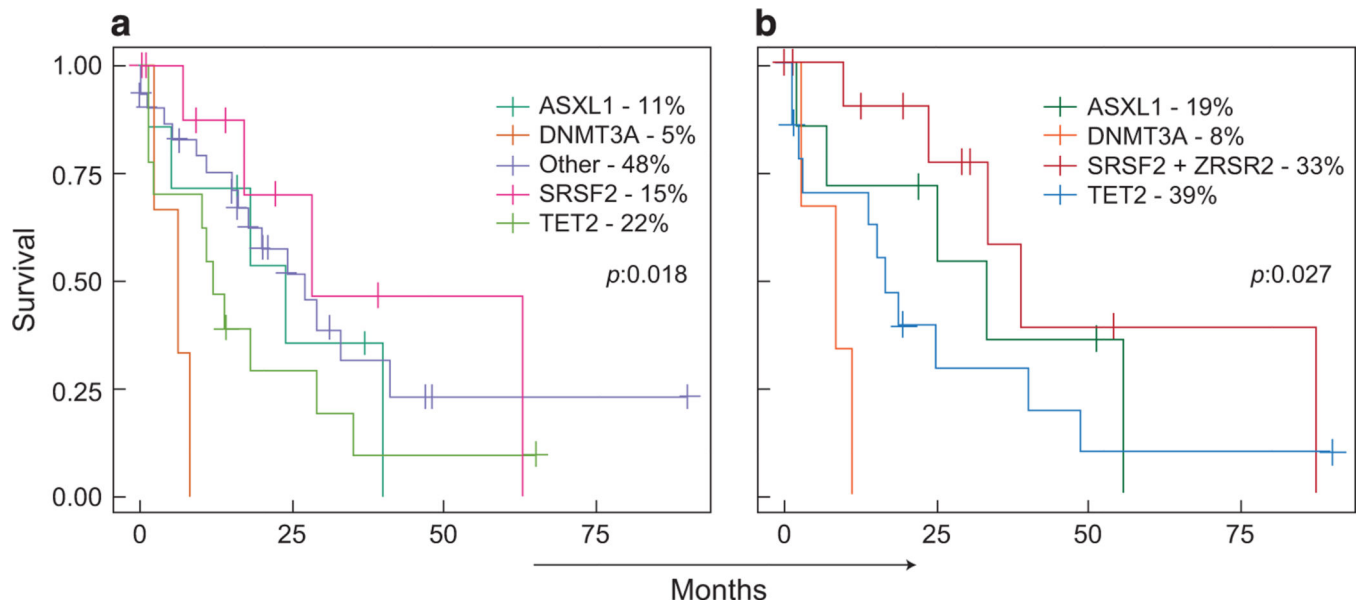 a
b
1.00
0.75
0.50
0.25
0.00
Survival
ASXL1 - 11%
DNMT3A - 5%
Other - 48%
SRSF2 - 15%
TET2 - 22%
p:0.018
0 25 50 75
ASXL1 - 19%
DNMT3A - 8%
SRSF2 + ZRSR2 - 33%
TET2 - 39%
p:0.027
0 25 50 75
Months